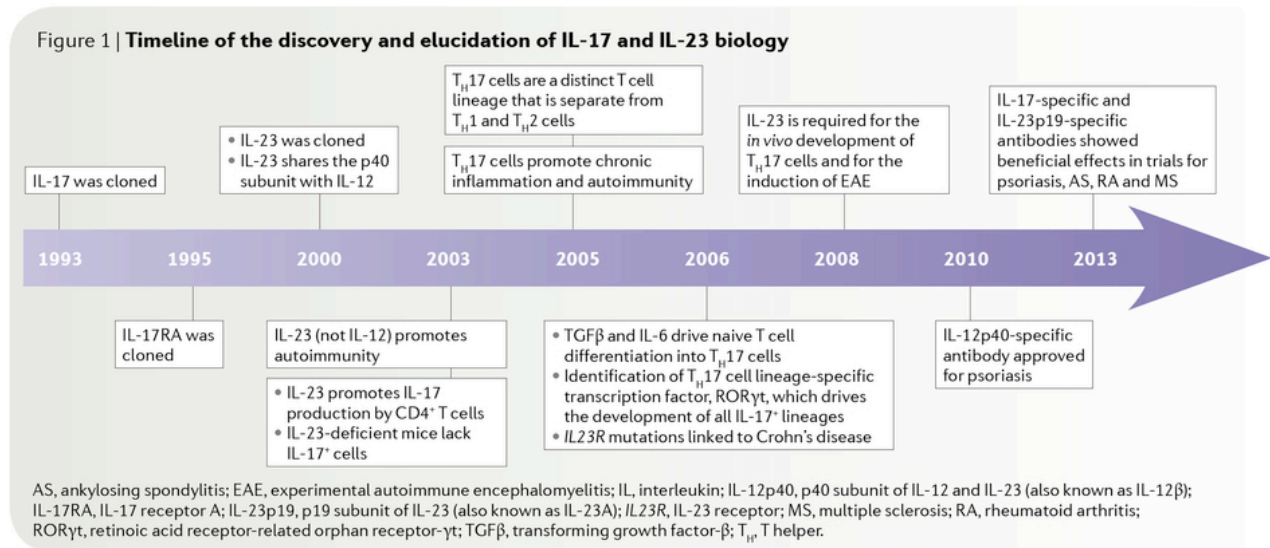 Figure 1 | Timeline of the discovery and elucidation of IL-17 and IL-23 biology
IL-17 was cloned
• IL-23 was cloned
• IL-23 shares the p40
subunit with IL-12
T_H17 cells are a distinct T cell
lineage that is separate from
T_H1 and T_H2 cells
T_H17 cells promote chronic
inflammation and autoimmunity
IL-23 is required for the
in vivo development of
T_H17 cells and for the
induction of EAE
IL-17-specific and
IL-23p19-specific
antibodies showed
beneficial effects in trials for
psoriasis, AS, RA and MS
1993 1995 2000 2003 2005 2006 2008 2010 2013
IL-17RA was
cloned
IL-23 (not IL-12) promotes
autoimmunity
• IL-23 promotes IL-17
production by CD4⁺ T cells
• IL-23-deficient mice lack
IL-17⁺ cells
• TGFβ and IL-6 drive naive T cell
differentiation into T_H17 cells
• Identification of T_H17 cell lineage-specific
transcription factor, RORγt, which drives
the development of all IL-17⁺ lineages
• IL23R mutations linked to Crohn's disease
IL-12p40-specific
antibody approved
for psoriasis
AS, ankylosing spondylitis; EAE, experimental autoimmune encephalomyelitis; IL, interleukin; IL-12p40, p40 subunit of IL-12 and IL-23 (also known as IL-12β);
IL-17RA, IL-17 receptor A; IL-23p19, p19 subunit of IL-23 (also known as IL-23A); IL23R, IL-23 receptor; MS, multiple sclerosis; RA, rheumatoid arthritis;
RORγt, retinoic acid receptor-related orphan receptor-γt; TGFβ, transforming growth factor-β; T_H, T helper.